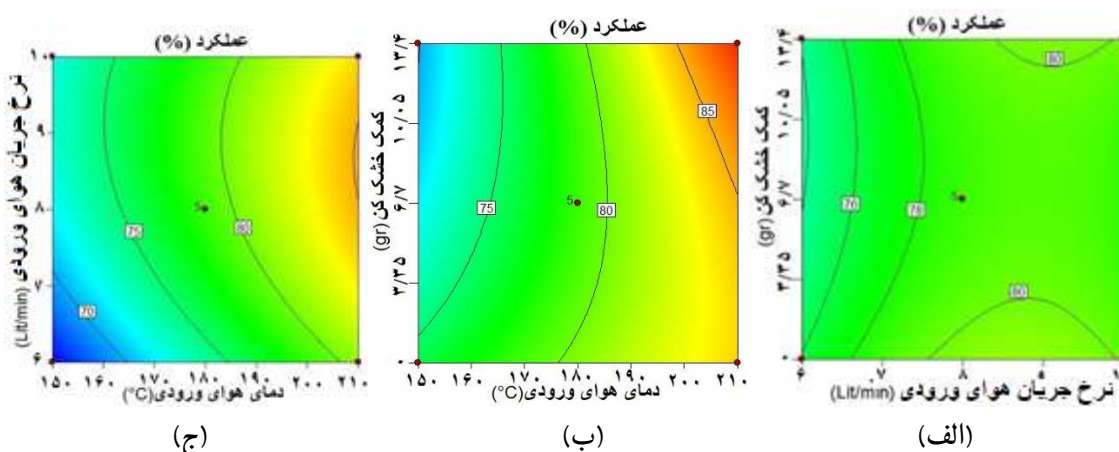 عملکرد (%)
کمک خشک کن (gr)
۱۳/۴
۱۰/۰۵
۶/۷
۳/۳۵
۰
80
76
78
5
80
۶ ۷ ۸ ۹ ۱۰
نرخ جریان هوای ورودی (Lit/min)
(الف)
عملکرد (%)
کمک خشک کن (gr)
۱۳/۴
۱۰/۰۵
۶/۷
۳/۳۵
۰
85
75
5
80
۱۵۰ ۱۶۰ ۱۷۰ ۱۸۰ ۱۹۰ ۲۰۰ ۲۱۰
دمای هوای ورودی(°C)
(ب)
عملکرد (%)
نرخ جریان هوای ورودی (Lit/min)
۱۰
۹
۸
۷
۶
5
75
80
70
۱۵۰ ۱۶۰ ۱۷۰ ۱۸۰ ۱۹۰ ۲۰۰ ۲۱۰
دمای هوای ورودی(°C)
(ج)